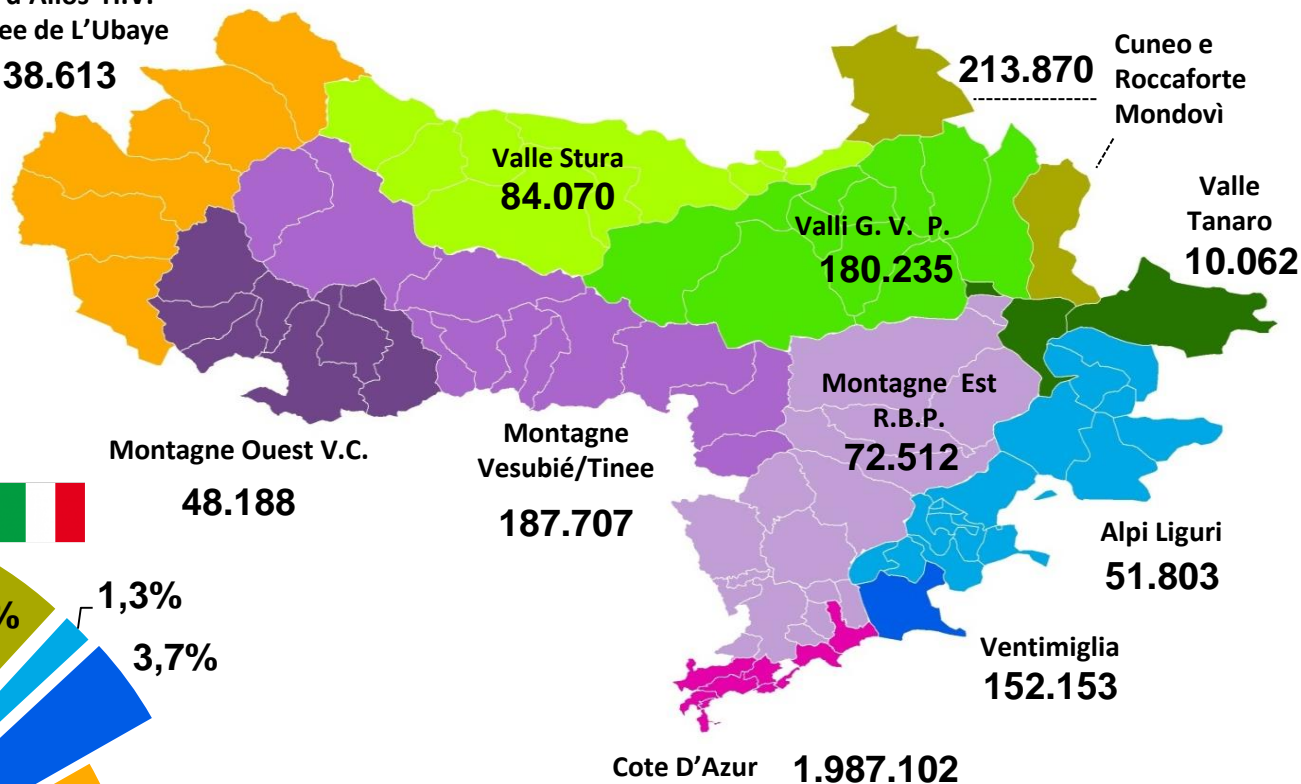 d'Allos H.V.
ee de L'Ubaye
38.613
Cuneo e
Roccaforte
Mondovì
213.870
Valle Stura
84.070
Valli G. V. P.
180.235
Valle
Tanaro
10.062
Montagne Est
R.B.P.
72.512
Montagne Ouest V.C.
48.188
Montagne
Vesubié/Tinee
187.707
Alpi Liguri
51.803
Ventimiglia
152.153
Cote D'Azur 1.987.102
%
1,3%
3,7%